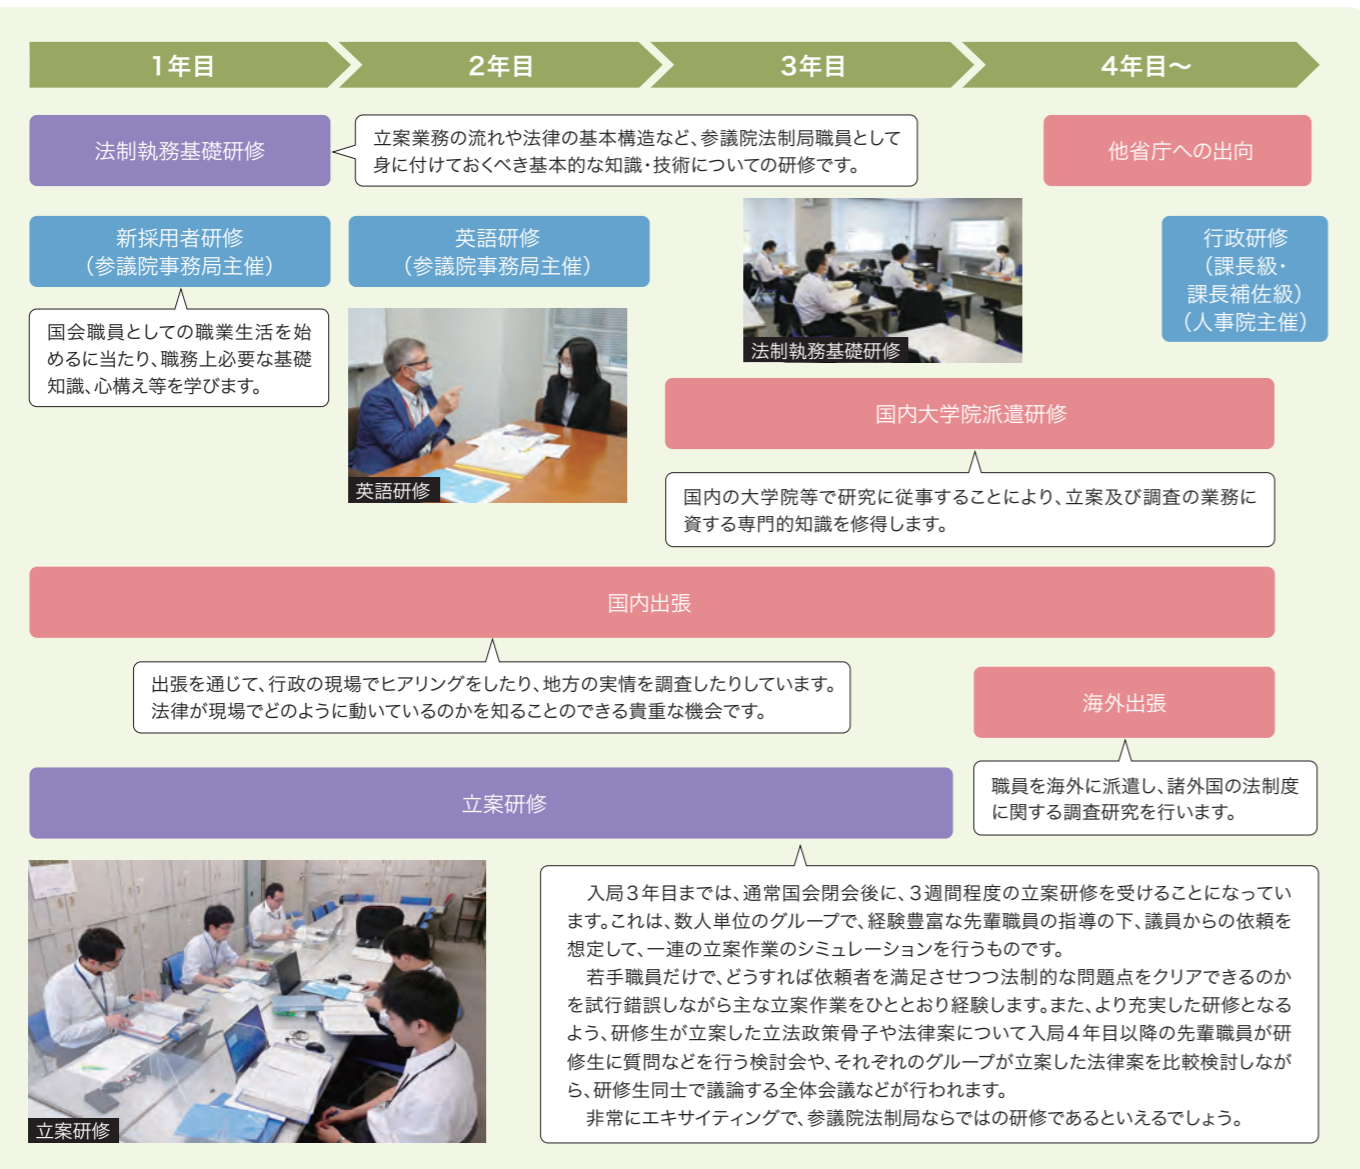 1年目
2年目
3年目
4年目～
法制執務基礎研修
立案業務の流れや法律の基本構造など、参議院法制局職員として
身に付けておくべき基本的な知識・技術についての研修です。
他省庁への出向
新採用者研修
（参議院事務局主催）
英語研修
（参議院事務局主催）
行政研修
（課長級・
課長補佐級）
（人事院主催）
国会職員としての職業生活を始
めるに当たり、職務上必要な基礎
知識、心構え等を学びます。
英語研修
法制執務基礎研修
国内大学院派遣研修
国内の大学院等で研究に従事することにより、立案及び調査の業務に
資する専門的知識を修得します。
国内出張
出張を通じて、行政の現場でヒアリングをしたり、地方の実情を調査したりしています。
法律が現場でどのように動いているのかを知ることのできる貴重な機会です。
海外出張
職員を海外に派遣し、諸外国の法制度
に関する調査研究を行います。
立案研修
立案研修
入局３年目までは、通常国会閉会後に、３週間程度の立案研修を受けることになってい
ます。これは、数人単位のグループで、経験豊富な先輩職員の指導の下、議員からの依頼を
想定して、一連の立案作業のシミュレーションを行うものです。
若手職員だけで、どうすれば依頼者を満足させつつ法制的な問題点をクリアできるのか
を試行錯誤しながら主な立案作業をひととおり経験します。また、より充実した研修となる
よう、研修生が立案した立法政策骨子や法律案について入局４年目以降の先輩職員が研
修生に質問などを行う検討会や、それぞれのグループが立案した法律案を比較検討しなが
ら、研修生同士で議論する全体会議などが行われます。
非常にエキサイティングで、参議院法制局ならではの研修であるといえるでしょう。